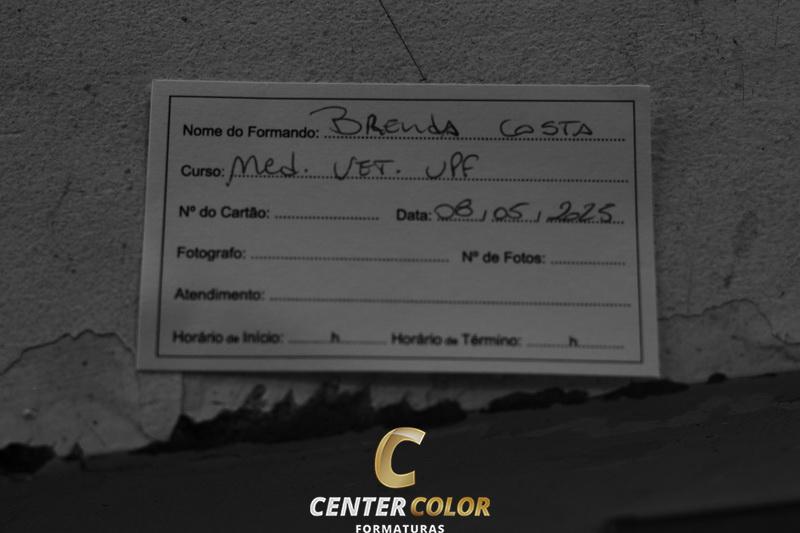 Nome do Formando: Brenda Costa
Curso: Med. Vet. UPF
Nº do Cartão: Data: 08/05/2025
Fotografo: Nº de Fotos:
Atendimento:
Horário de Início: h Horário de Término: h
C
CENTER COLOR
FORMATURAS